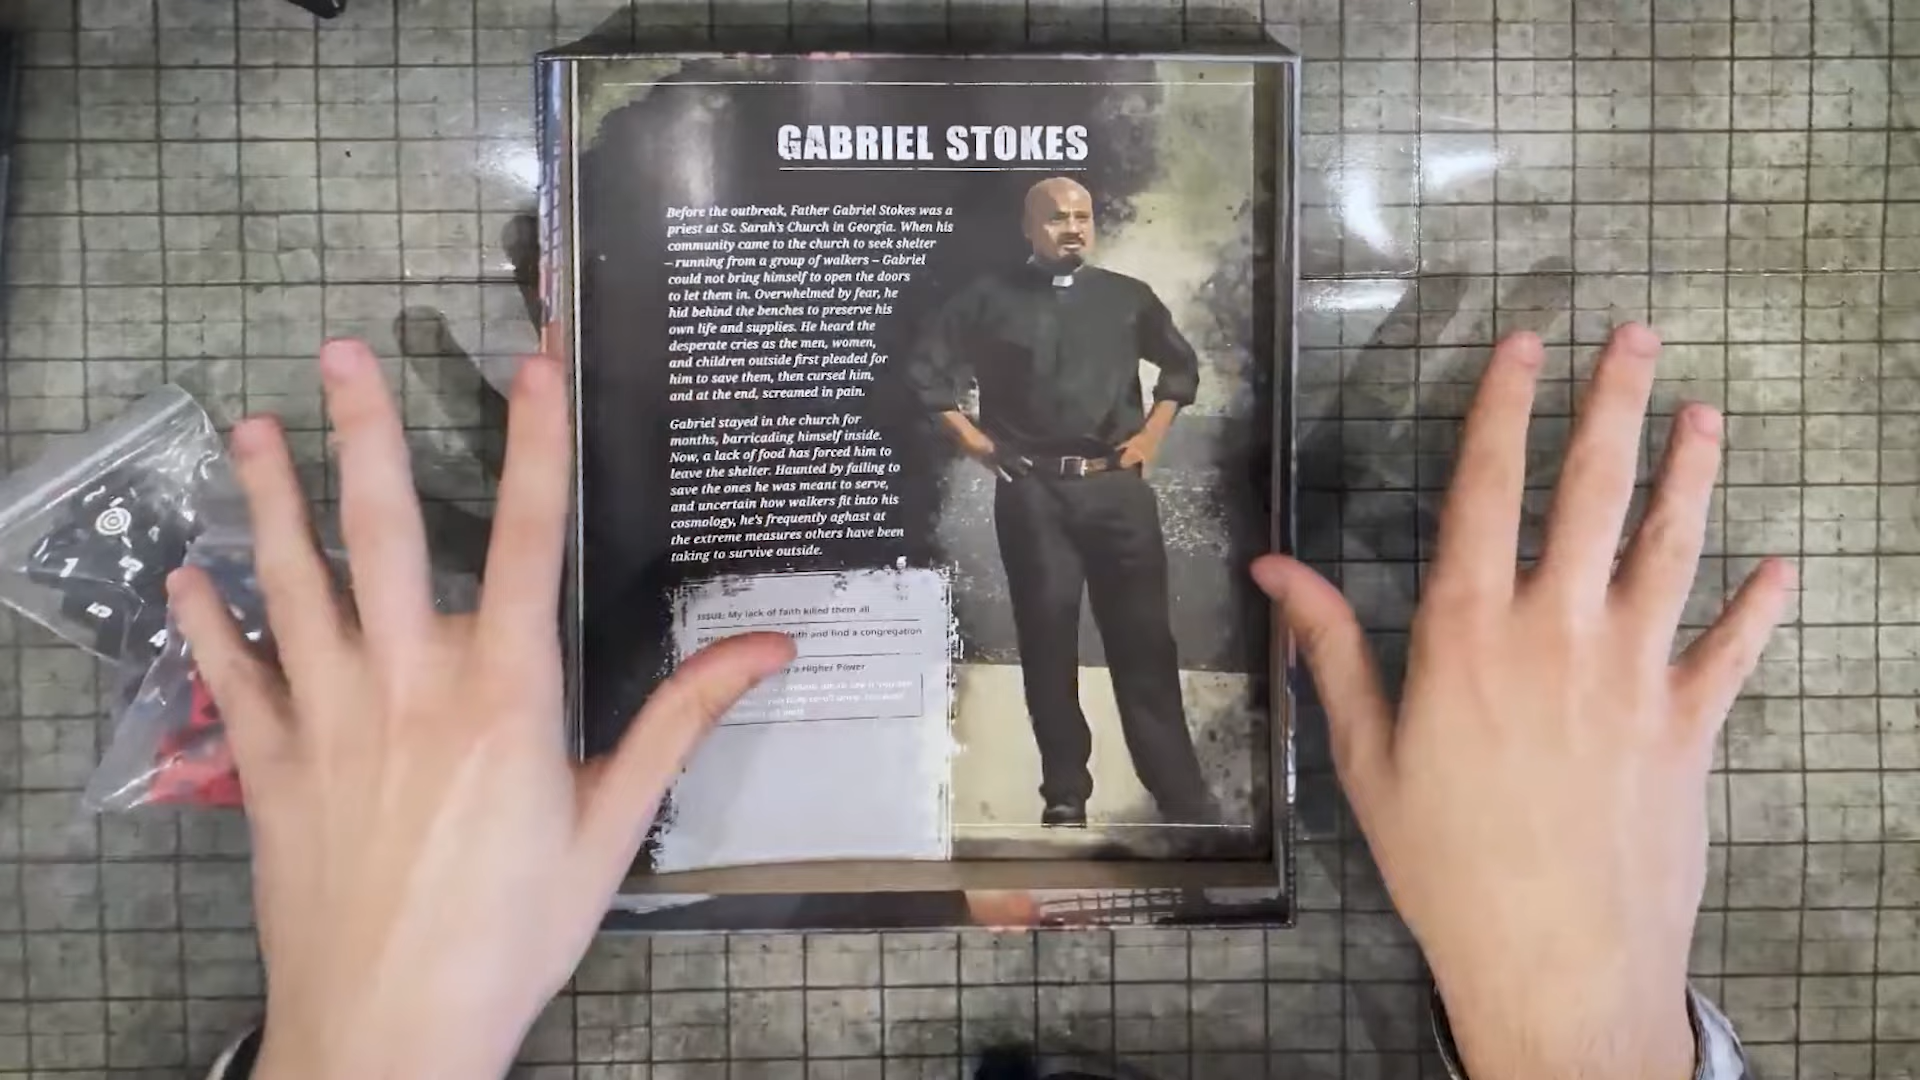 GABRIEL STOKES
Before the outbreak, Father Gabriel Stokes was a
priest at St. Sarah's Church in Georgia. When his
community came to the church to seek shelter
– running from a group of walkers – Gabriel
could not bring himself to open the doors
to let them in. Overwhelmed by fear, he
hid behind the benches to preserve his
own life and supplies. He heard the
desperate cries as the men, women,
and children outside first pleaded for
him to save them, then cursed him,
and at the end, screamed in pain.
Gabriel stayed in the church for
months, barricading himself inside.
Now, a lack of food has forced him to
leave the shelter. Haunted by failing to
save the ones he was meant to serve,
and uncertain how walkers fit into his
cosmology, he's frequently aghast at
the extreme measures others have been
taking to survive outside.
ISSUE: My lack of faith killed them all
faith and find a congregation
a Higher Power
1
5
4